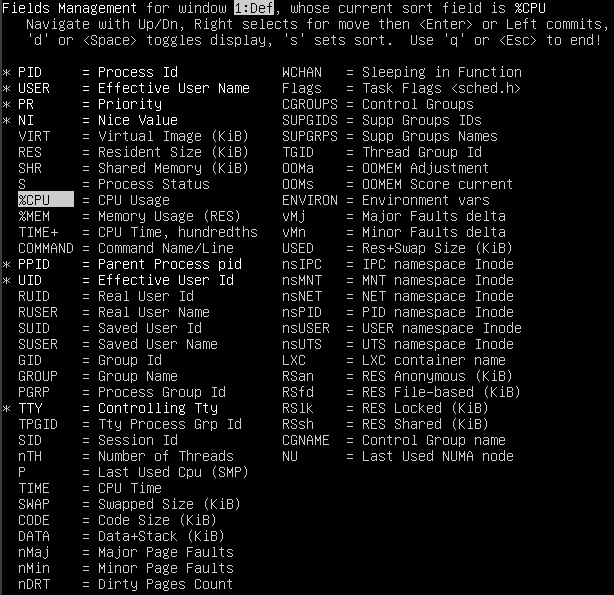 Fields Management for window 1:Def, whose current sort field is %CPU
Navigate with Up/Dn, Right selects for move then <Enter> or Left commits,
'd' or <Space> toggles display, 's' sets sort. Use 'q' or <Esc> to end!
* PID = Process Id WCHAN = Sleeping in Function
* USER = Effective User Name Flags = Task Flags <sched.h>
* PR = Priority CGROUPS = Control Groups
* NI = Nice Value SUPGIDS = Supp Groups IDs
VIRT = Virtual Image (KiB) SUPGRPS = Supp Groups Names
RES = Resident Size (KiB) TGID = Thread Group Id
SHR = Shared Memory (KiB) OOMa = OOMEM Adjustment
S = Process Status OOMs = OOMEM Score current
%CPU = CPU Usage ENVIRON = Environment vars
%MEM = Memory Usage (RES) vMj = Major Faults delta
TIME+ = CPU Time, hundredths vMn = Minor Faults delta
COMMAND = Command Name/Line USED = Res+Swap Size (KiB)
* PPID = Parent Process pid nsIPC = IPC namespace Inode
* UID = Effective User Id nsMNT = MNT namespace Inode
RUID = Real User Id nsNET = NET namespace Inode
RUSER = Real User Name nsPID = PID namespace Inode
SUID = Saved User Id nsUSER = USER namespace Inode
SUSER = Saved User Name nsUTS = UTS namespace Inode
GID = Group Id LXC = LXC container name
GROUP = Group Name RSan = RES Anonymous (KiB)
PGRP = Process Group Id RSfd = RES File-based (KiB)
* TTY = Controlling Tty RSlk = RES Locked (KiB)
TPGID = Tty Process Grp Id RSsh = RES Shared (KiB)
SID = Session Id CGNAME = Control Group name
nTH = Number of Threads NU = Last Used NUMA node
P = Last Used Cpu (SMP)
TIME = CPU Time
SWAP = Swapped Size (KiB)
CODE = Code Size (KiB)
DATA = Data+Stack (KiB)
nMaj = Major Page Faults
nMin = Minor Page Faults
nDRT = Dirty Pages Count